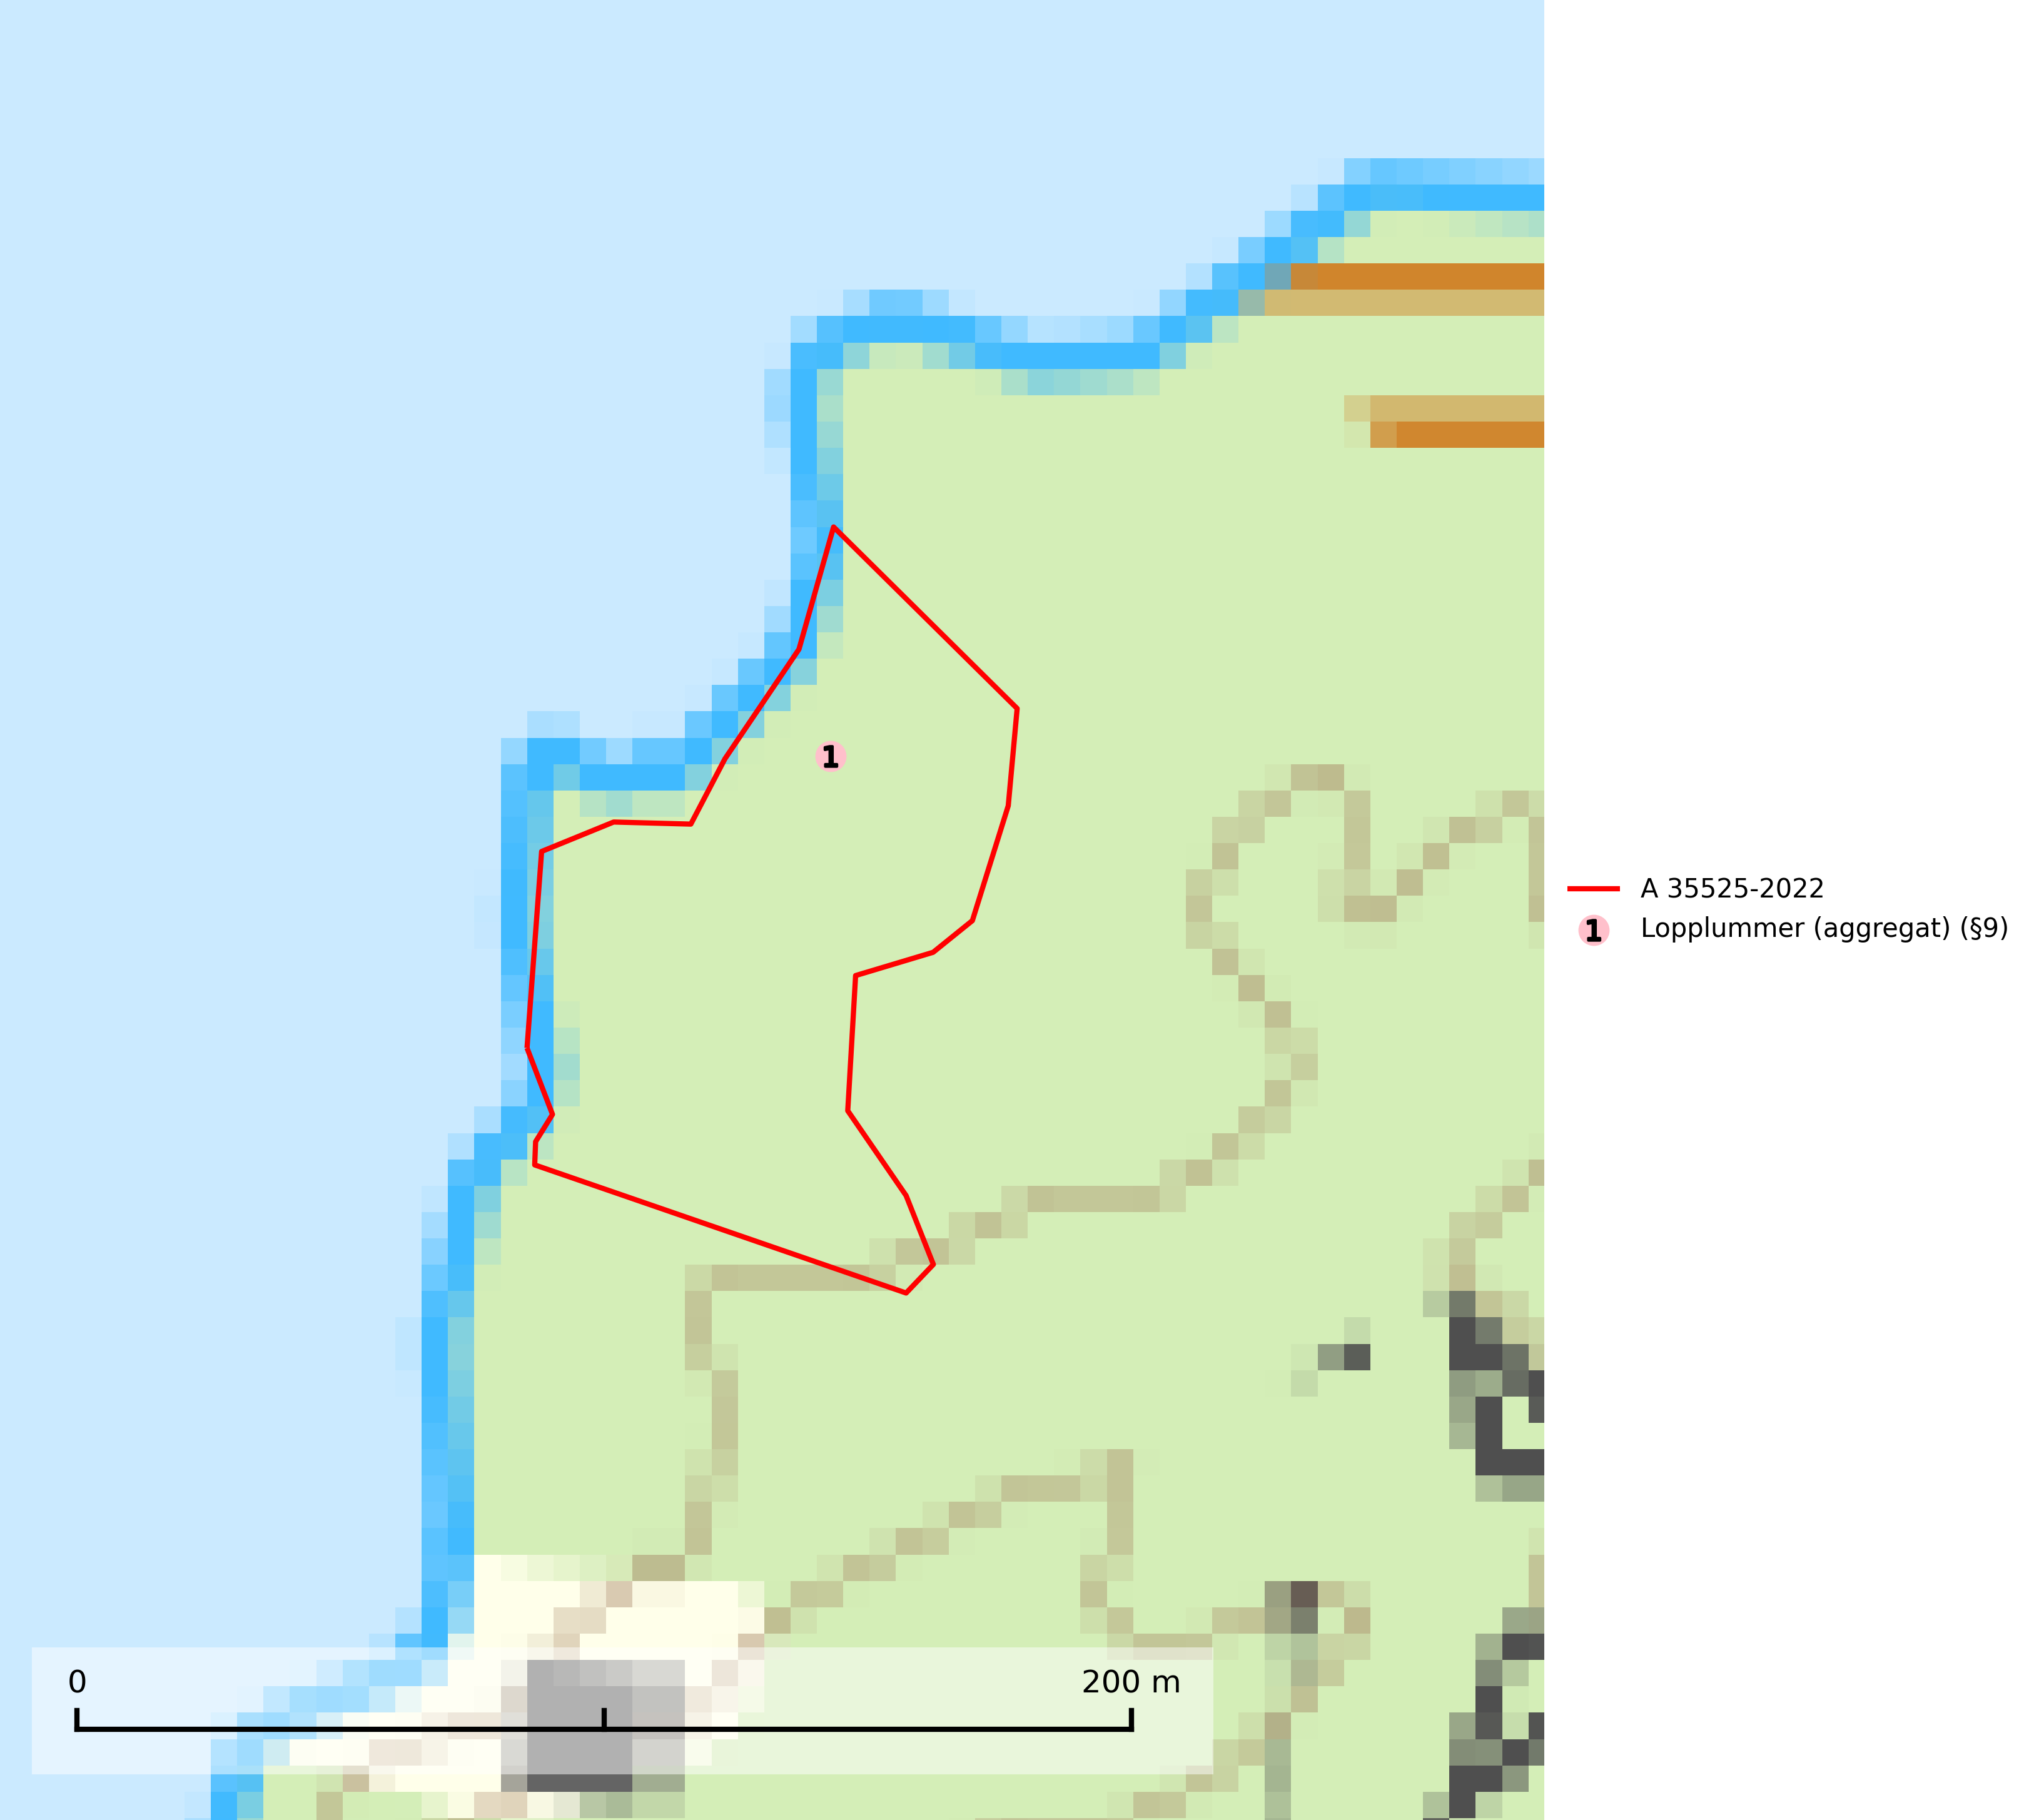 1
A 35525-2022
1 Lopplummer (aggregat) (§9)
0 200 m